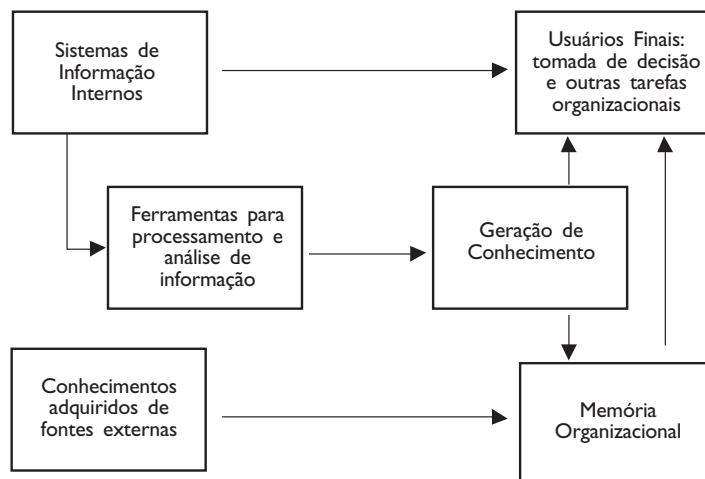 Sistemas de
Informação
Internos
Usuários Finais:
tomada de decisão
e outras tarefas
organizacionais
Ferramentas para
processamento e
análise de
informação
Geração de
Conhecimento
Conhecimentos
adquiridos de
fontes externas
Memória
Organizacional